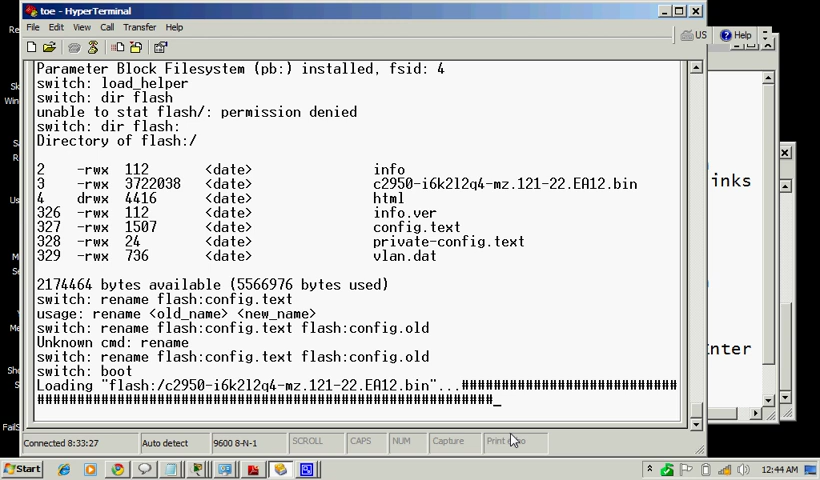 toe - HyperTerminal
File Edit View Call Transfer Help
US Help
Parameter Block Filesystem (pb:) installed, fsid: 4
switch: load_helper
switch: dir flash
unable to stat flash/: permission denied
switch: dir flash:
Directory of flash:/
2 -rwx 112 <date> info
3 -rwx 3722038 <date> c2950-i6k2l2q4-mz.121-22.EA12.bin
4 drwx 4416 <date> html
326 -rwx 112 <date> info.ver
327 -rwx 1507 <date> config.text
328 -rwx 24 <date> private-config.text
329 -rwx 736 <date> vlan.dat
2174464 bytes available (5566976 bytes used)
switch: rename flash:config.text
usage: rename <old_name> <new_name>
switch: rename flash:config.text flash:config.old
Unknown cmd: rename
switch: rename flash:config.text flash:config.old
switch: boot
Loading "flash:/c2950-i6k2l2q4-mz.121-22.EA12.bin"...###########################
##########################################################_
inks
Enter
Connected 8:33:27 Auto detect 9600 8-N-1 SCROLL CAPS NUM Capture Print echo
Start 12:44 AM